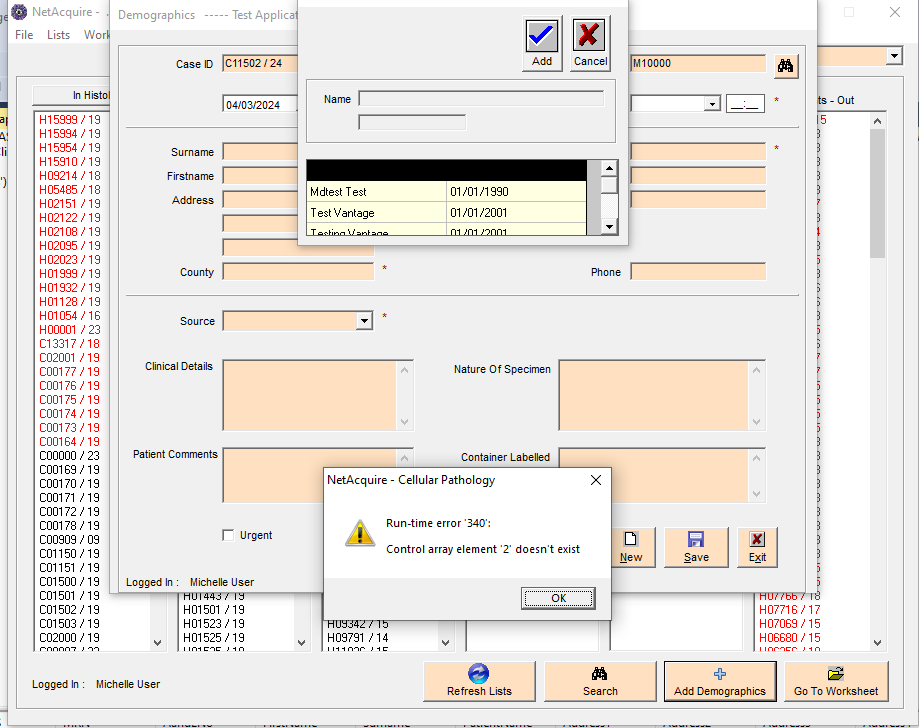 NetAcquire -
File Lists Work
Demographics ----- Test Applicat
Add Cancel
Case ID C11502 / 24 M10000
04/03/2024 __:__ *
Name
Mdtest Test 01/01/1990
Test Vantage 01/01/2001
Testing Vantage 01/01/2001
Surname *
Firstname
Address
County * Phone
Source *
Clinical Details Nature Of Specimen
Patient Comments Container Labelled
Urgent
New Save Exit
Logged In : Michelle User
NetAcquire - Cellular Pathology
Run-time error '340':
Control array element '2' doesn't exist
OK
In Histol
H15999 / 19
H15994 / 19
H15954 / 19
H15910 / 19
H09214 / 18
H05485 / 18
H02151 / 19
H02122 / 19
H02108 / 19
H02095 / 19
H02023 / 19
H01999 / 19
H01932 / 19
H01128 / 19
H01054 / 16
H00001 / 23
C13317 / 18
C02001 / 19
C00177 / 19
C00176 / 19
C00175 / 19
C00174 / 19
C00173 / 19
C00164 / 19
C00000 / 23
C00169 / 19
C00170 / 19
C00171 / 19
C00172 / 19
C00178 / 19
C00909 / 09
C01150 / 19
C01151 / 19
C01500 / 19
C01501 / 19
C01502 / 19
C01503 / 19
C02000 / 19
H01443 / 19
H01501 / 19
H01523 / 19
H01525 / 19
H09342 / 15
H09791 / 14
ts - Out
H07766 / 18
H07716 / 17
H07069 / 15
H06680 / 15
Logged In : Michelle User
Refresh Lists Search Add Demographics Go To Worksheet